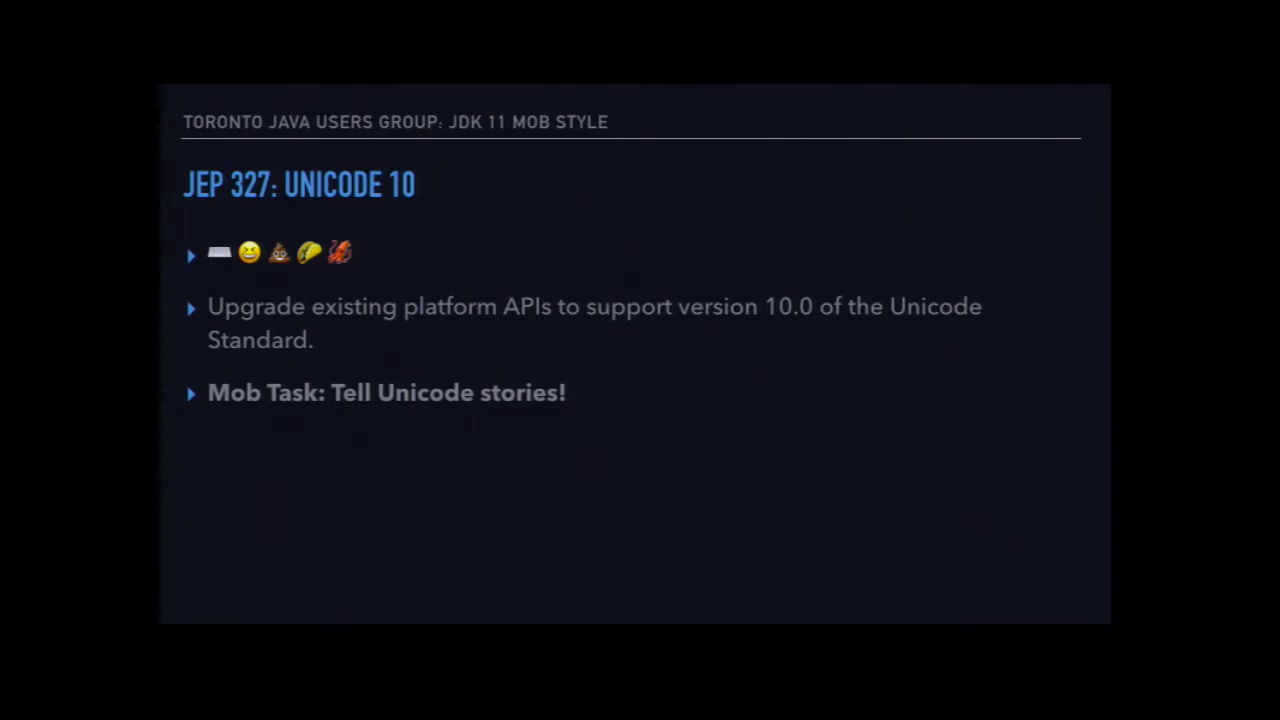 TORONTO JAVA USERS GROUP: JDK 11 MOB STYLE
JEP 327: UNICODE 10
⌨️😆💩🌮🦑
Upgrade existing platform APIs to support version 10.0 of the Unicode
Standard.
Mob Task: Tell Unicode stories!